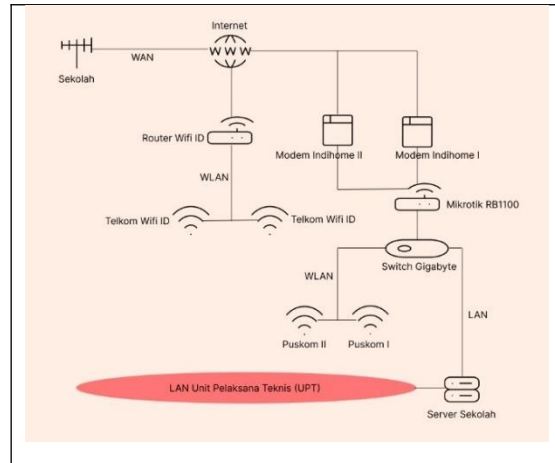 Internet
WAN
WWW
Sekolah
Router Wifi ID
Modem Indihome II
Modem Indihome I
WLAN
Mikrotik RB1100
Telkom Wifi ID
Telkom Wifi ID
Switch Gigabyte
WLAN
LAN
Puskom II
Puskom I
LAN Unit Pelaksana Teknis (UPT)
Server Sekolah